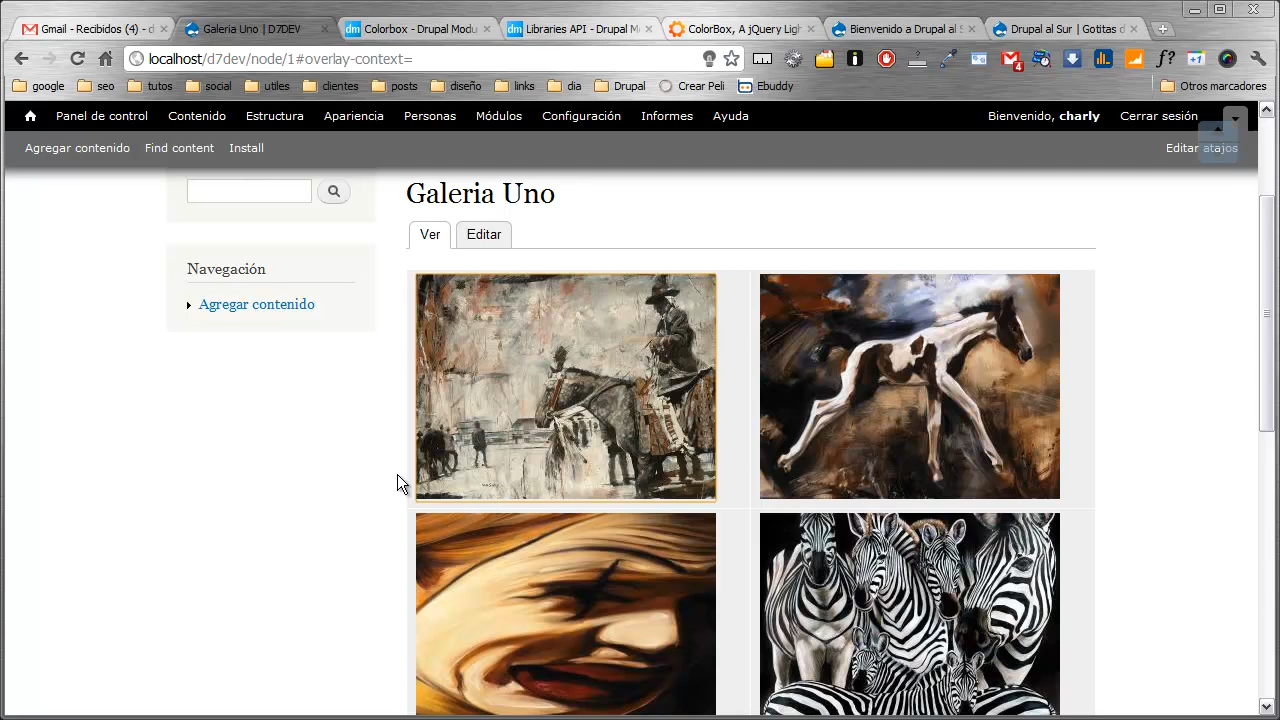 Gmail - Recibidos (4) - d
Galeria Uno | D7DEV
Colorbox - Drupal Modu
Libraries API - Drupal M
ColorBox, A jQuery Ligh
Bienvenido a Drupal al S
Drupal al Sur | Gotitas d
localhost/d7dev/node/1#overlay-context=
f?
+1
4
google seo tutos social utiles clientes posts diseño links dia Drupal Crear Peli Ebuddy Otros marcadores
Panel de control Contenido Estructura Apariencia Personas Módulos Configuración Informes Ayuda Bienvenido, charly Cerrar sesión
Agregar contenido Find content Install Editar atajos
Galeria Uno
Ver Editar
Navegación
Agregar contenido